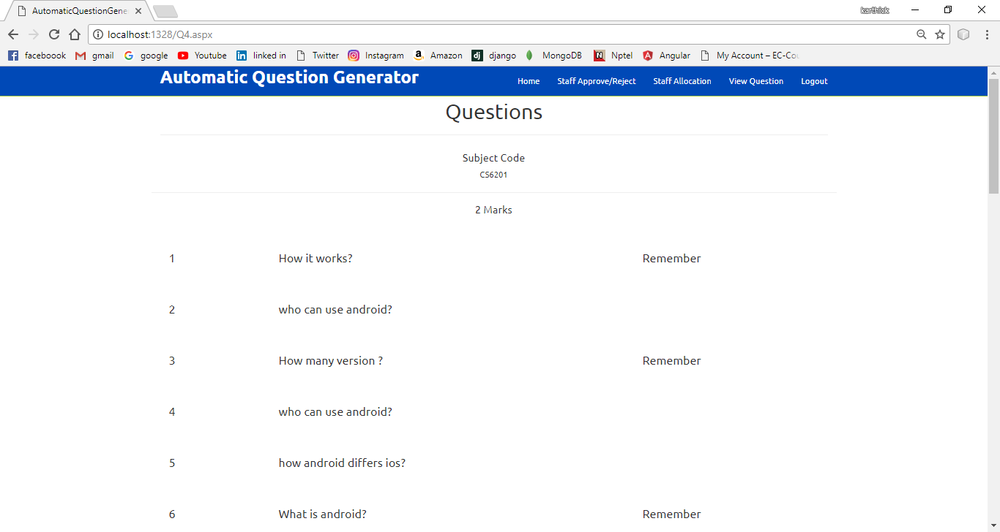 AutomaticQuestionGene
karthick
localhost:1328/Q4.aspx
faceboook gmail google Youtube linked in Twitter Instagram Amazon django MongoDB Nptel Angular My Account – EC-Cou
Automatic Question Generator
Home Staff Approve/Reject Staff Allocation View Question Logout
Questions
Subject Code
CS6201
2 Marks
1 How it works? Remember
2 who can use android?
3 How many version ? Remember
4 who can use android?
5 how android differs ios?
6 What is android? Remember